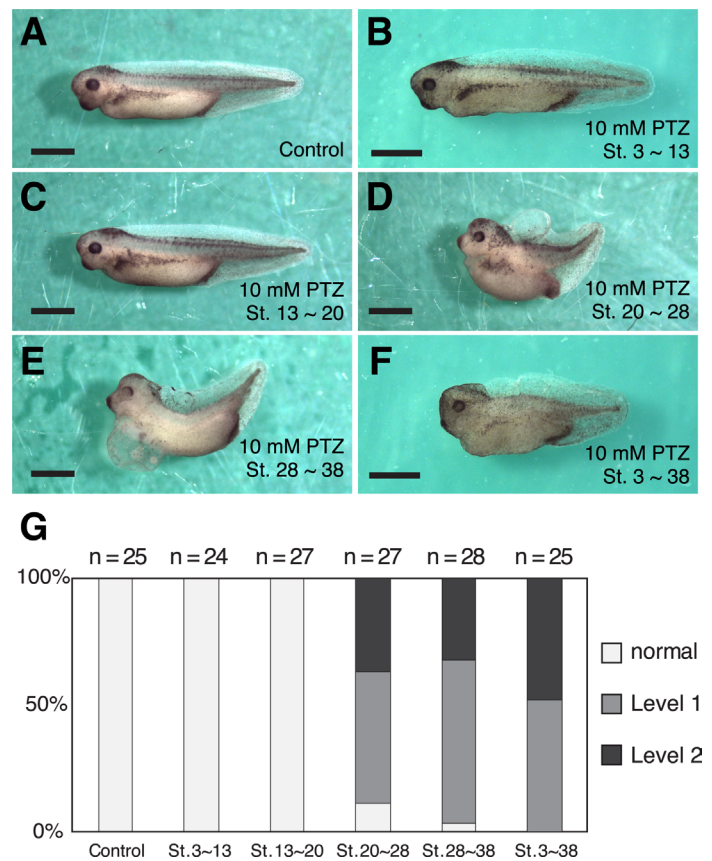 A
Control
B
10 mM PTZ
St. 3 ~ 13
C
10 mM PTZ
St. 13 ~ 20
D
10 mM PTZ
St. 20 ~ 28
E
10 mM PTZ
St. 28 ~ 38
F
10 mM PTZ
St. 3 ~ 38
G
n = 25 n = 24 n = 27 n = 27 n = 28 n = 25
100%
50%
0%
normal
Level 1
Level 2
Control St.3~13 St.13~20 St.20~28 St.28~38 St.3~38